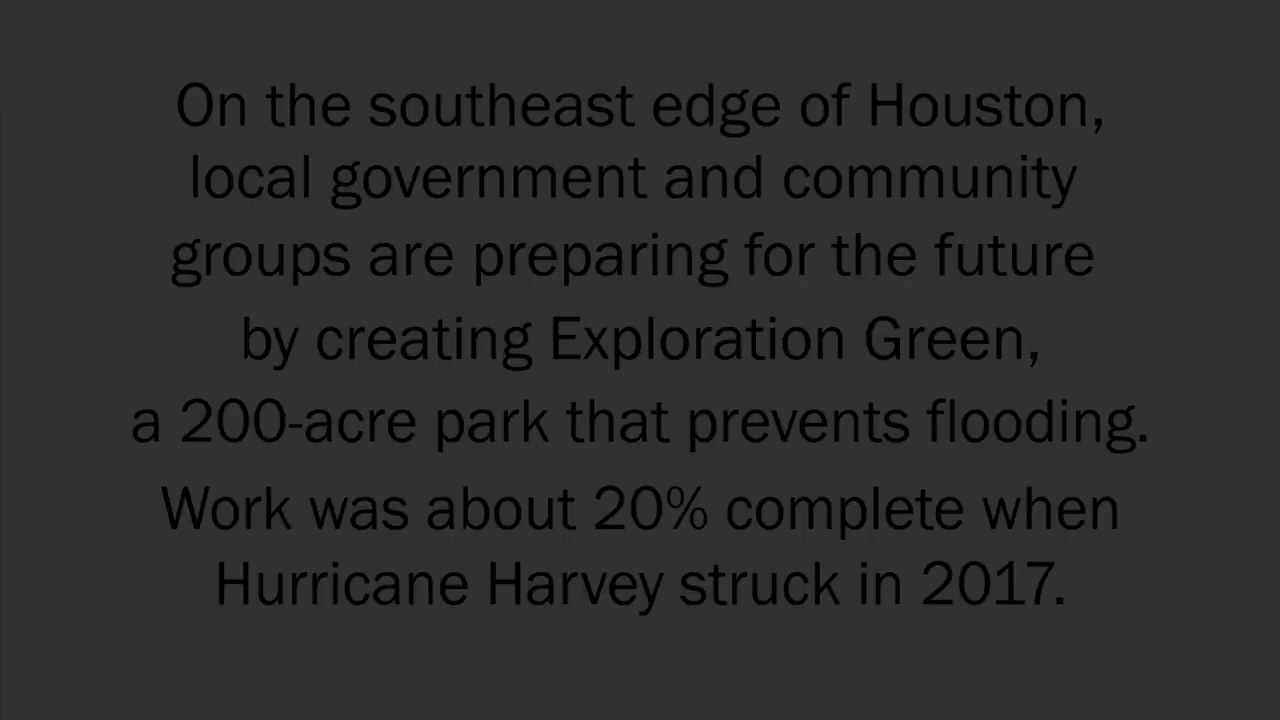 On the southeast edge of Houston,
local government and community
groups are preparing for the future
by creating Exploration Green,
a 200-acre park that prevents flooding.
Work was about 20% complete when
Hurricane Harvey struck in 2017.